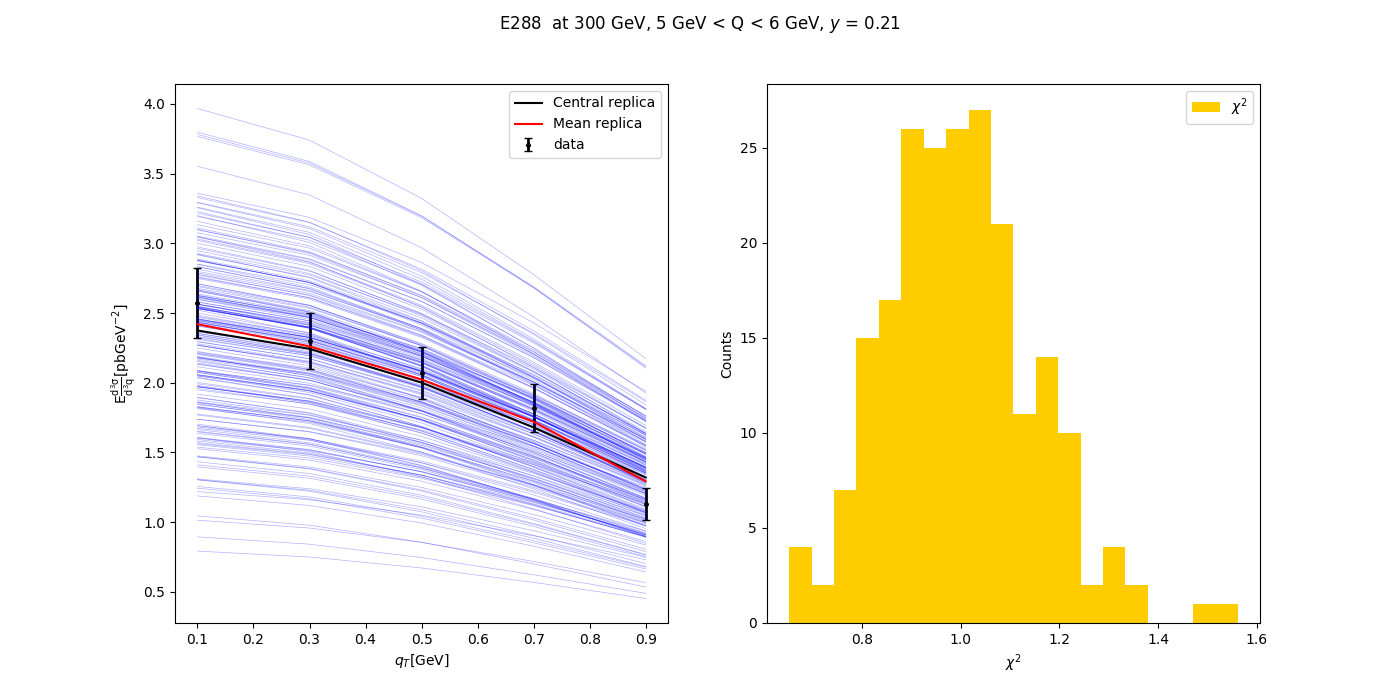 E288 at 300 GeV, 5 GeV < Q < 6 GeV, y = 0.21
4.0
3.5
3.0
2.5
2.0
1.5
1.0
0.5
E d³σ/d³q [pbGeV⁻²]
0.1 0.2 0.3 0.4 0.5 0.6 0.7 0.8 0.9
q_T[GeV]
Central replica
Mean replica
data
25
20
15
10
5
0
Counts
0.8 1.0 1.2 1.4 1.6
χ²
χ²